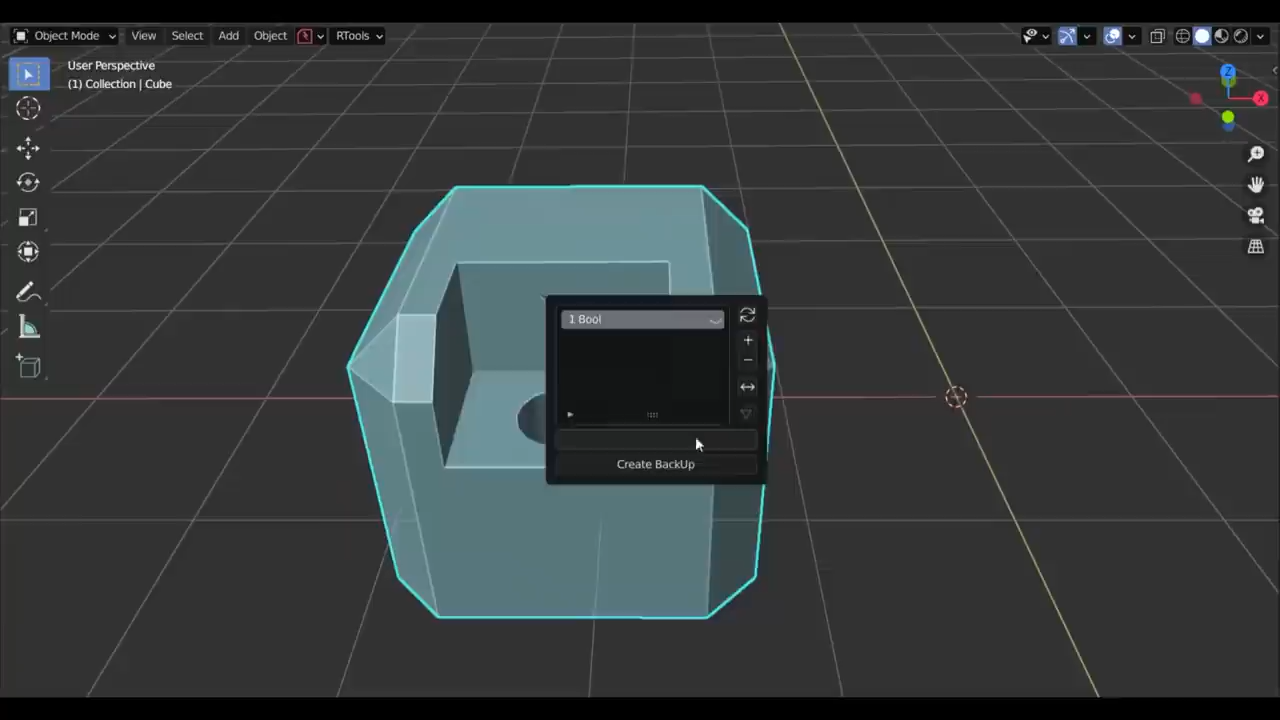 Object Mode View Select Add Object RTools
User Perspective
(1) Collection | Cube
Z
X
1 Bool
Create BackUp